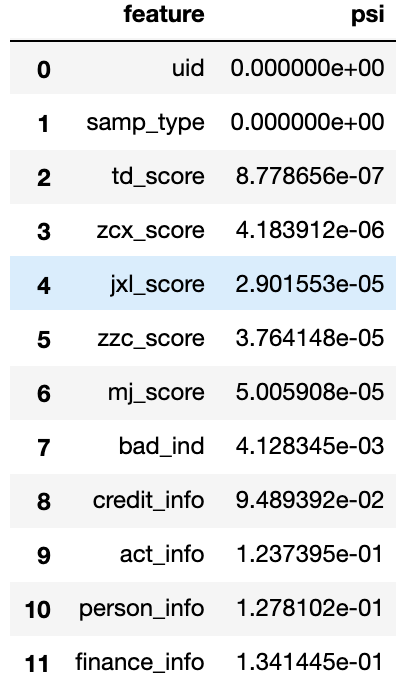 feature psi
0 uid 0.000000e+00
1 samp_type 0.000000e+00
2 td_score 8.778656e-07
3 zcx_score 4.183912e-06
4 jxl_score 2.901553e-05
5 zzc_score 3.764148e-05
6 mj_score 5.005908e-05
7 bad_ind 4.128345e-03
8 credit_info 9.489392e-02
9 act_info 1.237395e-01
10 person_info 1.278102e-01
11 finance_info 1.341445e-01